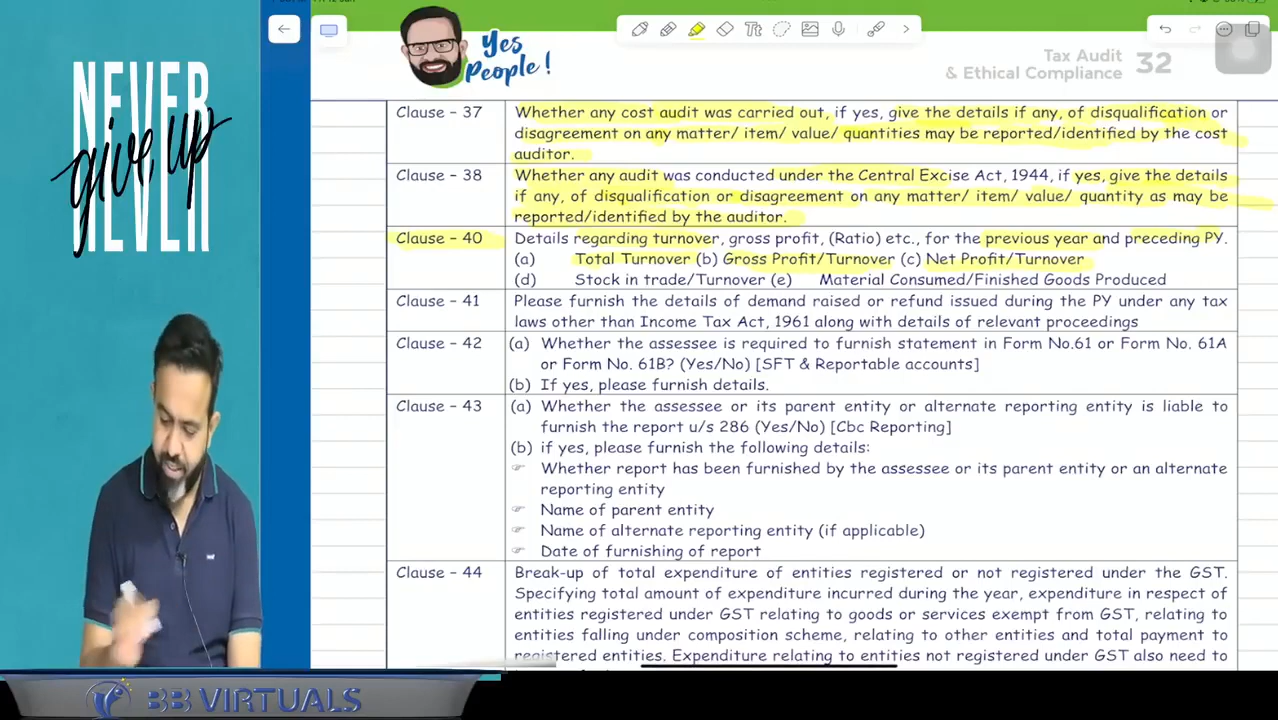 NEVER
give up
NEVER
Yes
People!
Tt
Tax Audit
& Ethical Compliance 32
Clause – 37 Whether any cost audit was carried out, if yes, give the details if any, of disqualification or
disagreement on any matter/ item/ value/ quantities may be reported/identified by the cost
auditor.
Clause – 38 Whether any audit was conducted under the Central Excise Act, 1944, if yes, give the details
if any, of disqualification or disagreement on any matter/ item/ value/ quantity as may be
reported/identified by the auditor.
Clause – 40 Details regarding turnover, gross profit, (Ratio) etc., for the previous year and preceding PY.
(a) Total Turnover (b) Gross Profit/Turnover (c) Net Profit/Turnover
(d) Stock in trade/Turnover (e) Material Consumed/Finished Goods Produced
Clause – 41 Please furnish the details of demand raised or refund issued during the PY under any tax
laws other than Income Tax Act, 1961 along with details of relevant proceedings
Clause – 42 (a) Whether the assessee is required to furnish statement in Form No.61 or Form No. 61A
or Form No. 61B? (Yes/No) [SFT & Reportable accounts]
(b) If yes, please furnish details.
Clause – 43 (a) Whether the assessee or its parent entity or alternate reporting entity is liable to
furnish the report u/s 286 (Yes/No) [Cbc Reporting]
(b) if yes, please furnish the following details:
☞ Whether report has been furnished by the assessee or its parent entity or an alternate
reporting entity
☞ Name of parent entity
☞ Name of alternate reporting entity (if applicable)
☞ Date of furnishing of report
Clause – 44 Break-up of total expenditure of entities registered or not registered under the GST.
Specifying total amount of expenditure incurred during the year, expenditure in respect of
entities registered under GST relating to goods or services exempt from GST, relating to
entities falling under composition scheme, relating to other entities and total payment to
registered entities. Expenditure relating to entities not registered under GST also need to
BB VIRTUALS